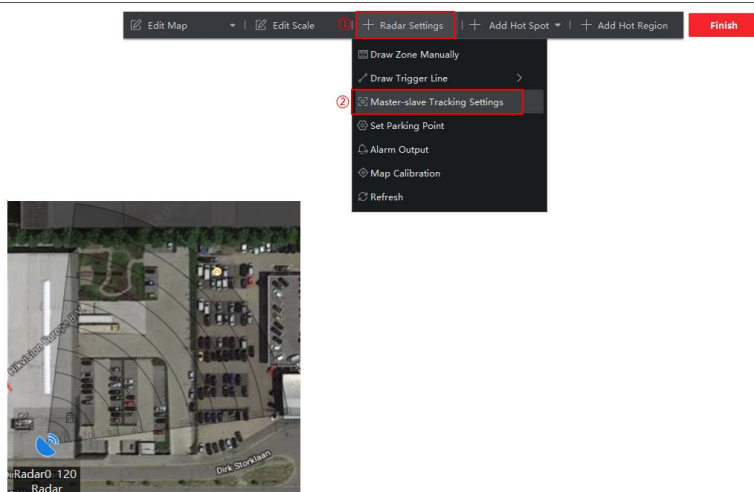 Edit Map
Edit Scale
① Radar Settings
Add Hot Spot
Add Hot Region
Finish
Draw Zone Manually
Draw Trigger Line
② Master-slave Tracking Settings
Set Parking Point
Alarm Output
Map Calibration
Refresh
Hikvision Europe B.V.
Dirk Storklaan
Radar0 120
Radar